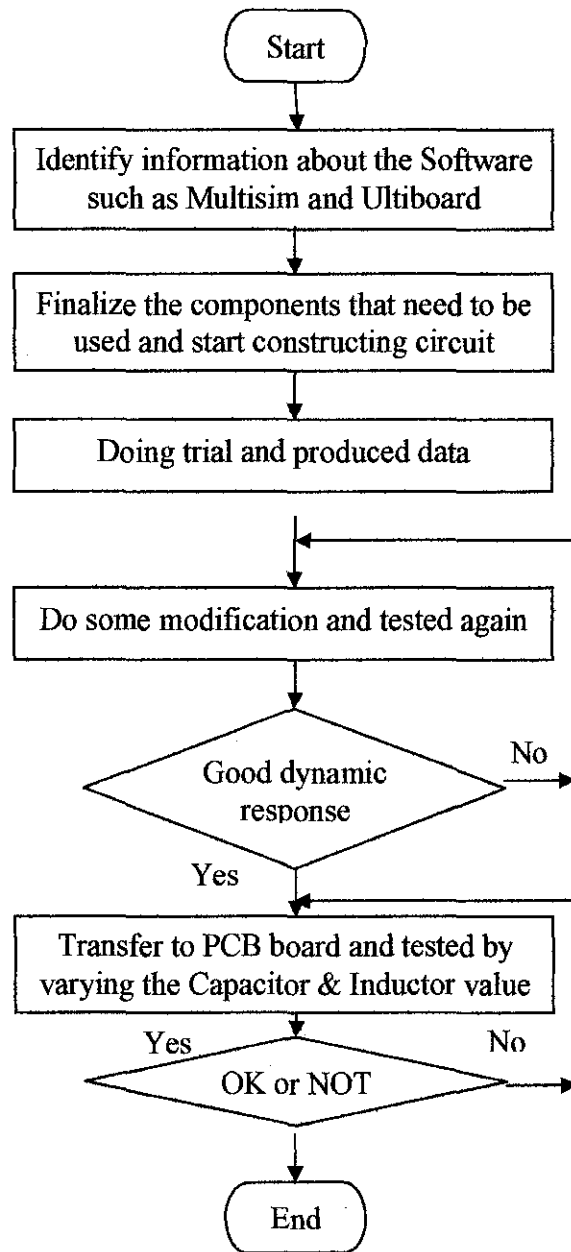 Start
Identify information about the Software
such as Multisim and Ultiboard
Finalize the components that need to be
used and start constructing circuit
Doing trial and produced data
Do some modification and tested again
Good dynamic
response
No
Yes
Transfer to PCB board and tested by
varying the Capacitor & Inductor value
Yes
No
OK or NOT
End